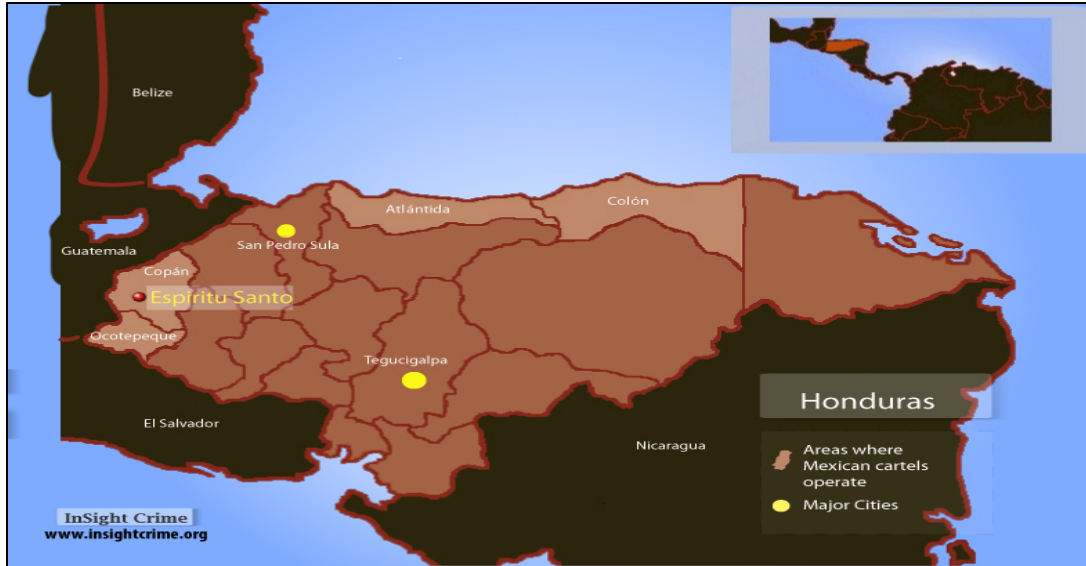 Belize
Atlántida
Colón
San Pedro Sula
Guatemala
Copán
Espíritu Santo
Ocotepeque
Tegucigalpa
El Salvador
Nicaragua
Honduras
Areas where
Mexican cartels
operate
Major Cities
InSight Crime
www.insightcrime.org